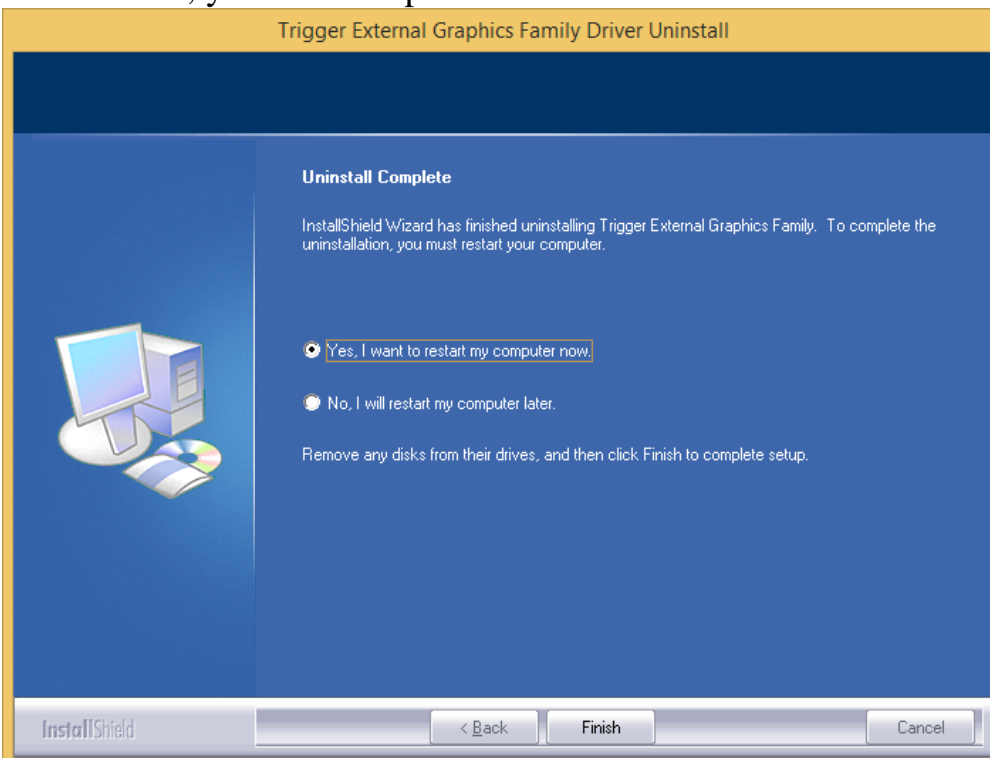 Trigger External Graphics Family Driver Uninstall
Uninstall Complete
InstallShield Wizard has finished uninstalling Trigger External Graphics Family. To complete the
uninstallation, you must restart your computer.
Yes, I want to restart my computer now.
No, I will restart my computer later.
Remove any disks from their drives, and then click Finish to complete setup.
InstallShield
< Back
Finish
Cancel